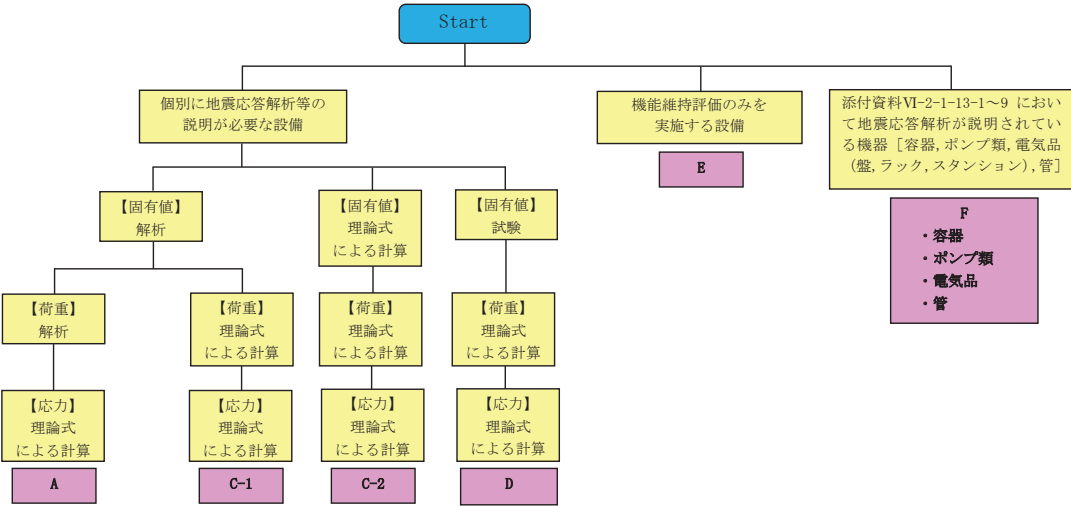 Start
個別に地震応答解析等の
説明が必要な設備
機能維持評価のみを
実施する設備
添付資料Ⅵ-2-1-13-1～9 におい
て地震応答解析が説明されてい
る機器［容器,ポンプ類,電気品
（盤,ラック,スタンション）,管］
E
F
・容器
・ポンプ類
・電気品
・管
【固有値】
解析
【固有値】
理論式
による計算
【固有値】
試験
【荷重】
解析
【荷重】
理論式
による計算
【荷重】
理論式
による計算
【荷重】
理論式
による計算
【応力】
理論式
による計算
【応力】
理論式
による計算
【応力】
理論式
による計算
【応力】
理論式
による計算
A
C-1
C-2
D